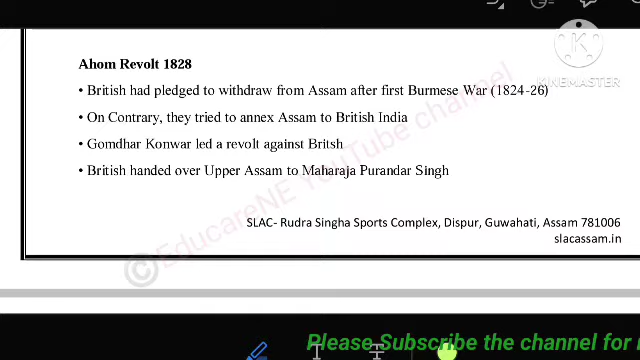 KINEMASTER
Ahom Revolt 1828
• British had pledged to withdraw from Assam after first Burmese War (1824-26)
• On Contrary, they tried to annex Assam to British India
• Gomdhar Konwar led a revolt against Britsh
• British handed over Upper Assam to Maharaja Purandar Singh
©EducareNE YouTube channel
SLAC- Rudra Singha Sports Complex, Dispur, Guwahati, Assam 781006
slacassam.in
Please Subscribe the channel for